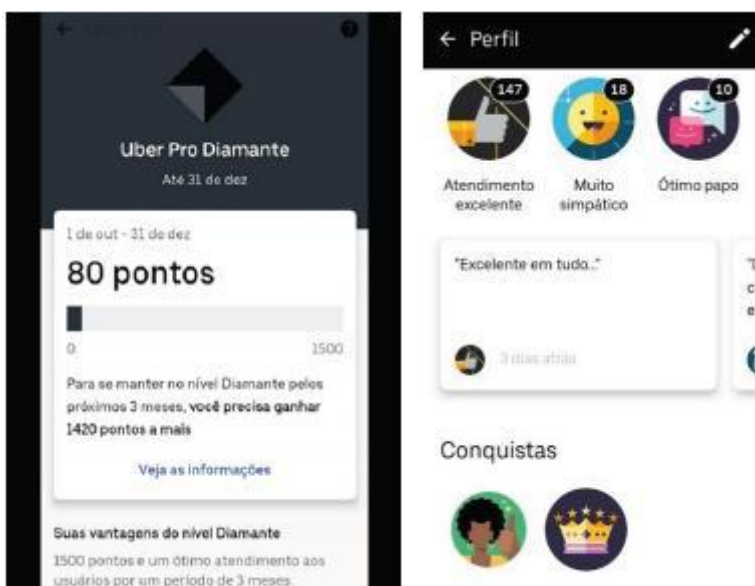 Uber Pro Diamante
Até 31 de dez
1 de out - 31 de dez
80 pontos
0 1500
Para se manter no nível Diamante pelos
próximos 3 meses, você precisa ganhar
1420 pontos a mais
Veja as informações
Suas vantagens do nível Diamante
1500 pontos e um ótimo atendimento aos
usuários por um período de 3 meses.
Perfil
147
18
10
Atendimento
excelente
Muito
simpático
Ótimo papo
"Excelente em tudo.."
3 dias atrás
Conquistas